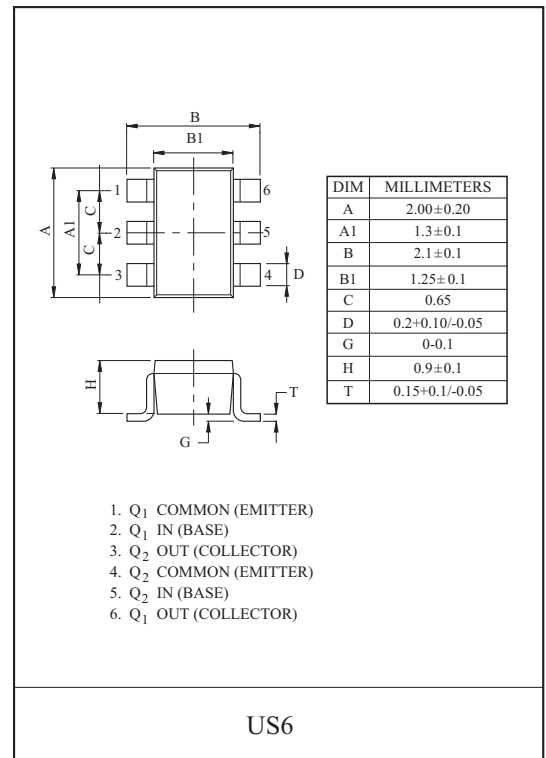 B
B1
1
6
A
A1
C
2
5
C
3
4
D
H
T
G
DIM MILLIMETERS
A 2.00±0.20
A1 1.3±0.1
B 2.1±0.1
B1 1.25±0.1
C 0.65
D 0.2+0.10/-0.05
G 0-0.1
H 0.9±0.1
T 0.15+0.1/-0.05
1. Q1 COMMON (EMITTER)
2. Q1 IN (BASE)
3. Q2 OUT (COLLECTOR)
4. Q2 COMMON (EMITTER)
5. Q2 IN (BASE)
6. Q1 OUT (COLLECTOR)
US6